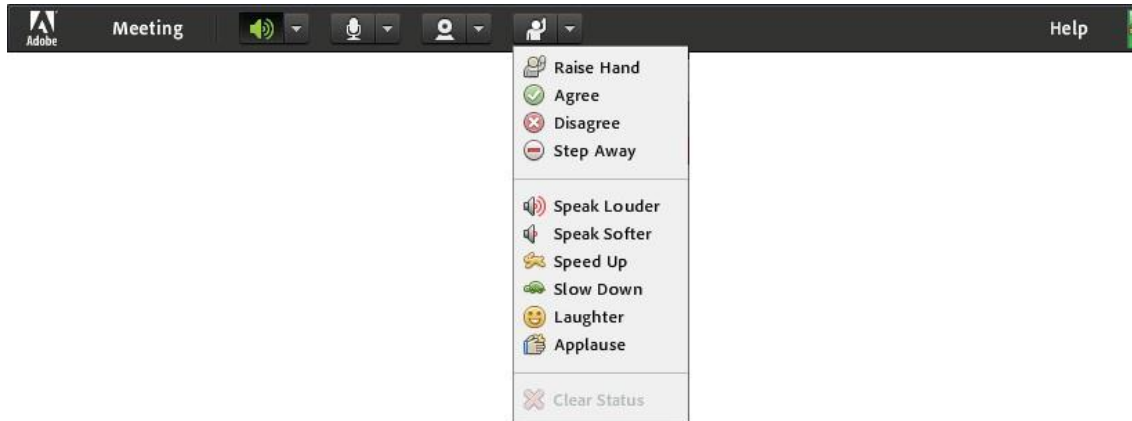 Adobe
Meeting
Help
Raise Hand
Agree
Disagree
Step Away
Speak Louder
Speak Softer
Speed Up
Slow Down
Laughter
Applause
Clear Status